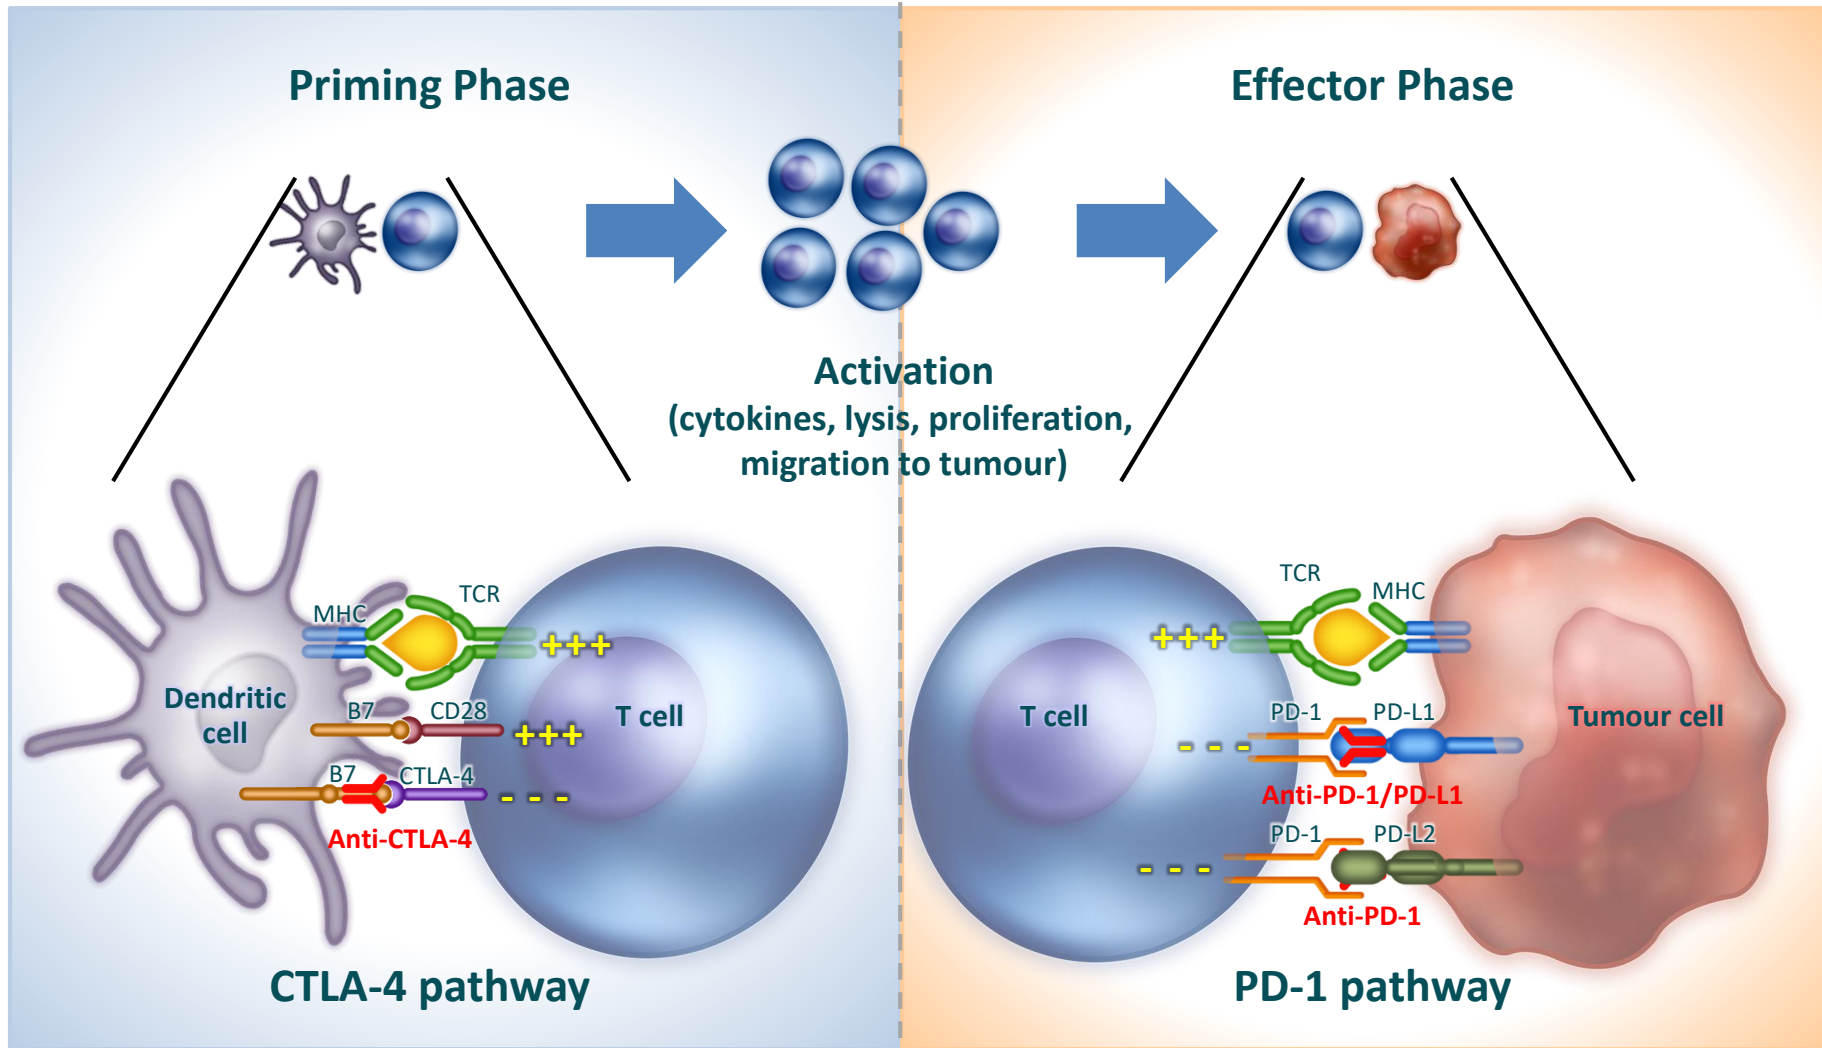 Priming Phase
Effector Phase
Activation
(cytokines, lysis, proliferation,
migration to tumour)
MHC
TCR
+++
Dendritic
cell
B7
CD28
+++
T cell
B7
CTLA-4
- - -
Anti-CTLA-4
CTLA-4 pathway
TCR
MHC
+++
T cell
PD-1
PD-L1
- - -
Tumour cell
Anti-PD-1/PD-L1
PD-1
PD-L2
- - -
Anti-PD-1
PD-1 pathway